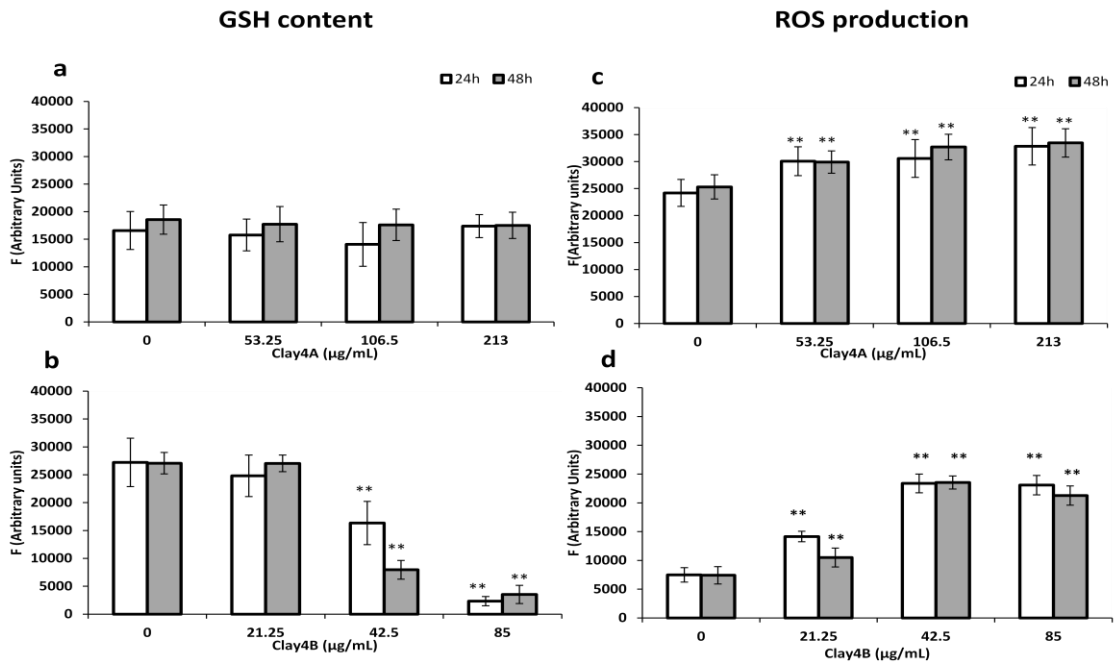 GSH content
ROS production
a
24h 48h
40000
35000
30000
25000
20000
15000
10000
5000
0
F (Arbitrary Units)
** ** ** ** ** **
0 53.25 106.5 213
Clay4A (µg/mL)
c
24h 48h
40000
35000
30000
25000
20000
15000
10000
5000
0
F(Arbitrary units)
0 53.25 106.5 213
Clay4A (µg/mL)
b
40000
35000
30000
25000
20000
15000
10000
5000
0
F (Arbitrary units)
** ** ** **
0 21.25 42.5 85
Clay4B (µg/mL)
d
40000
35000
30000
25000
20000
15000
10000
5000
0
F (Arbitrary Units)
** ** ** ** ** **
0 21.25 42.5 85
Clay4B (µg/mL)